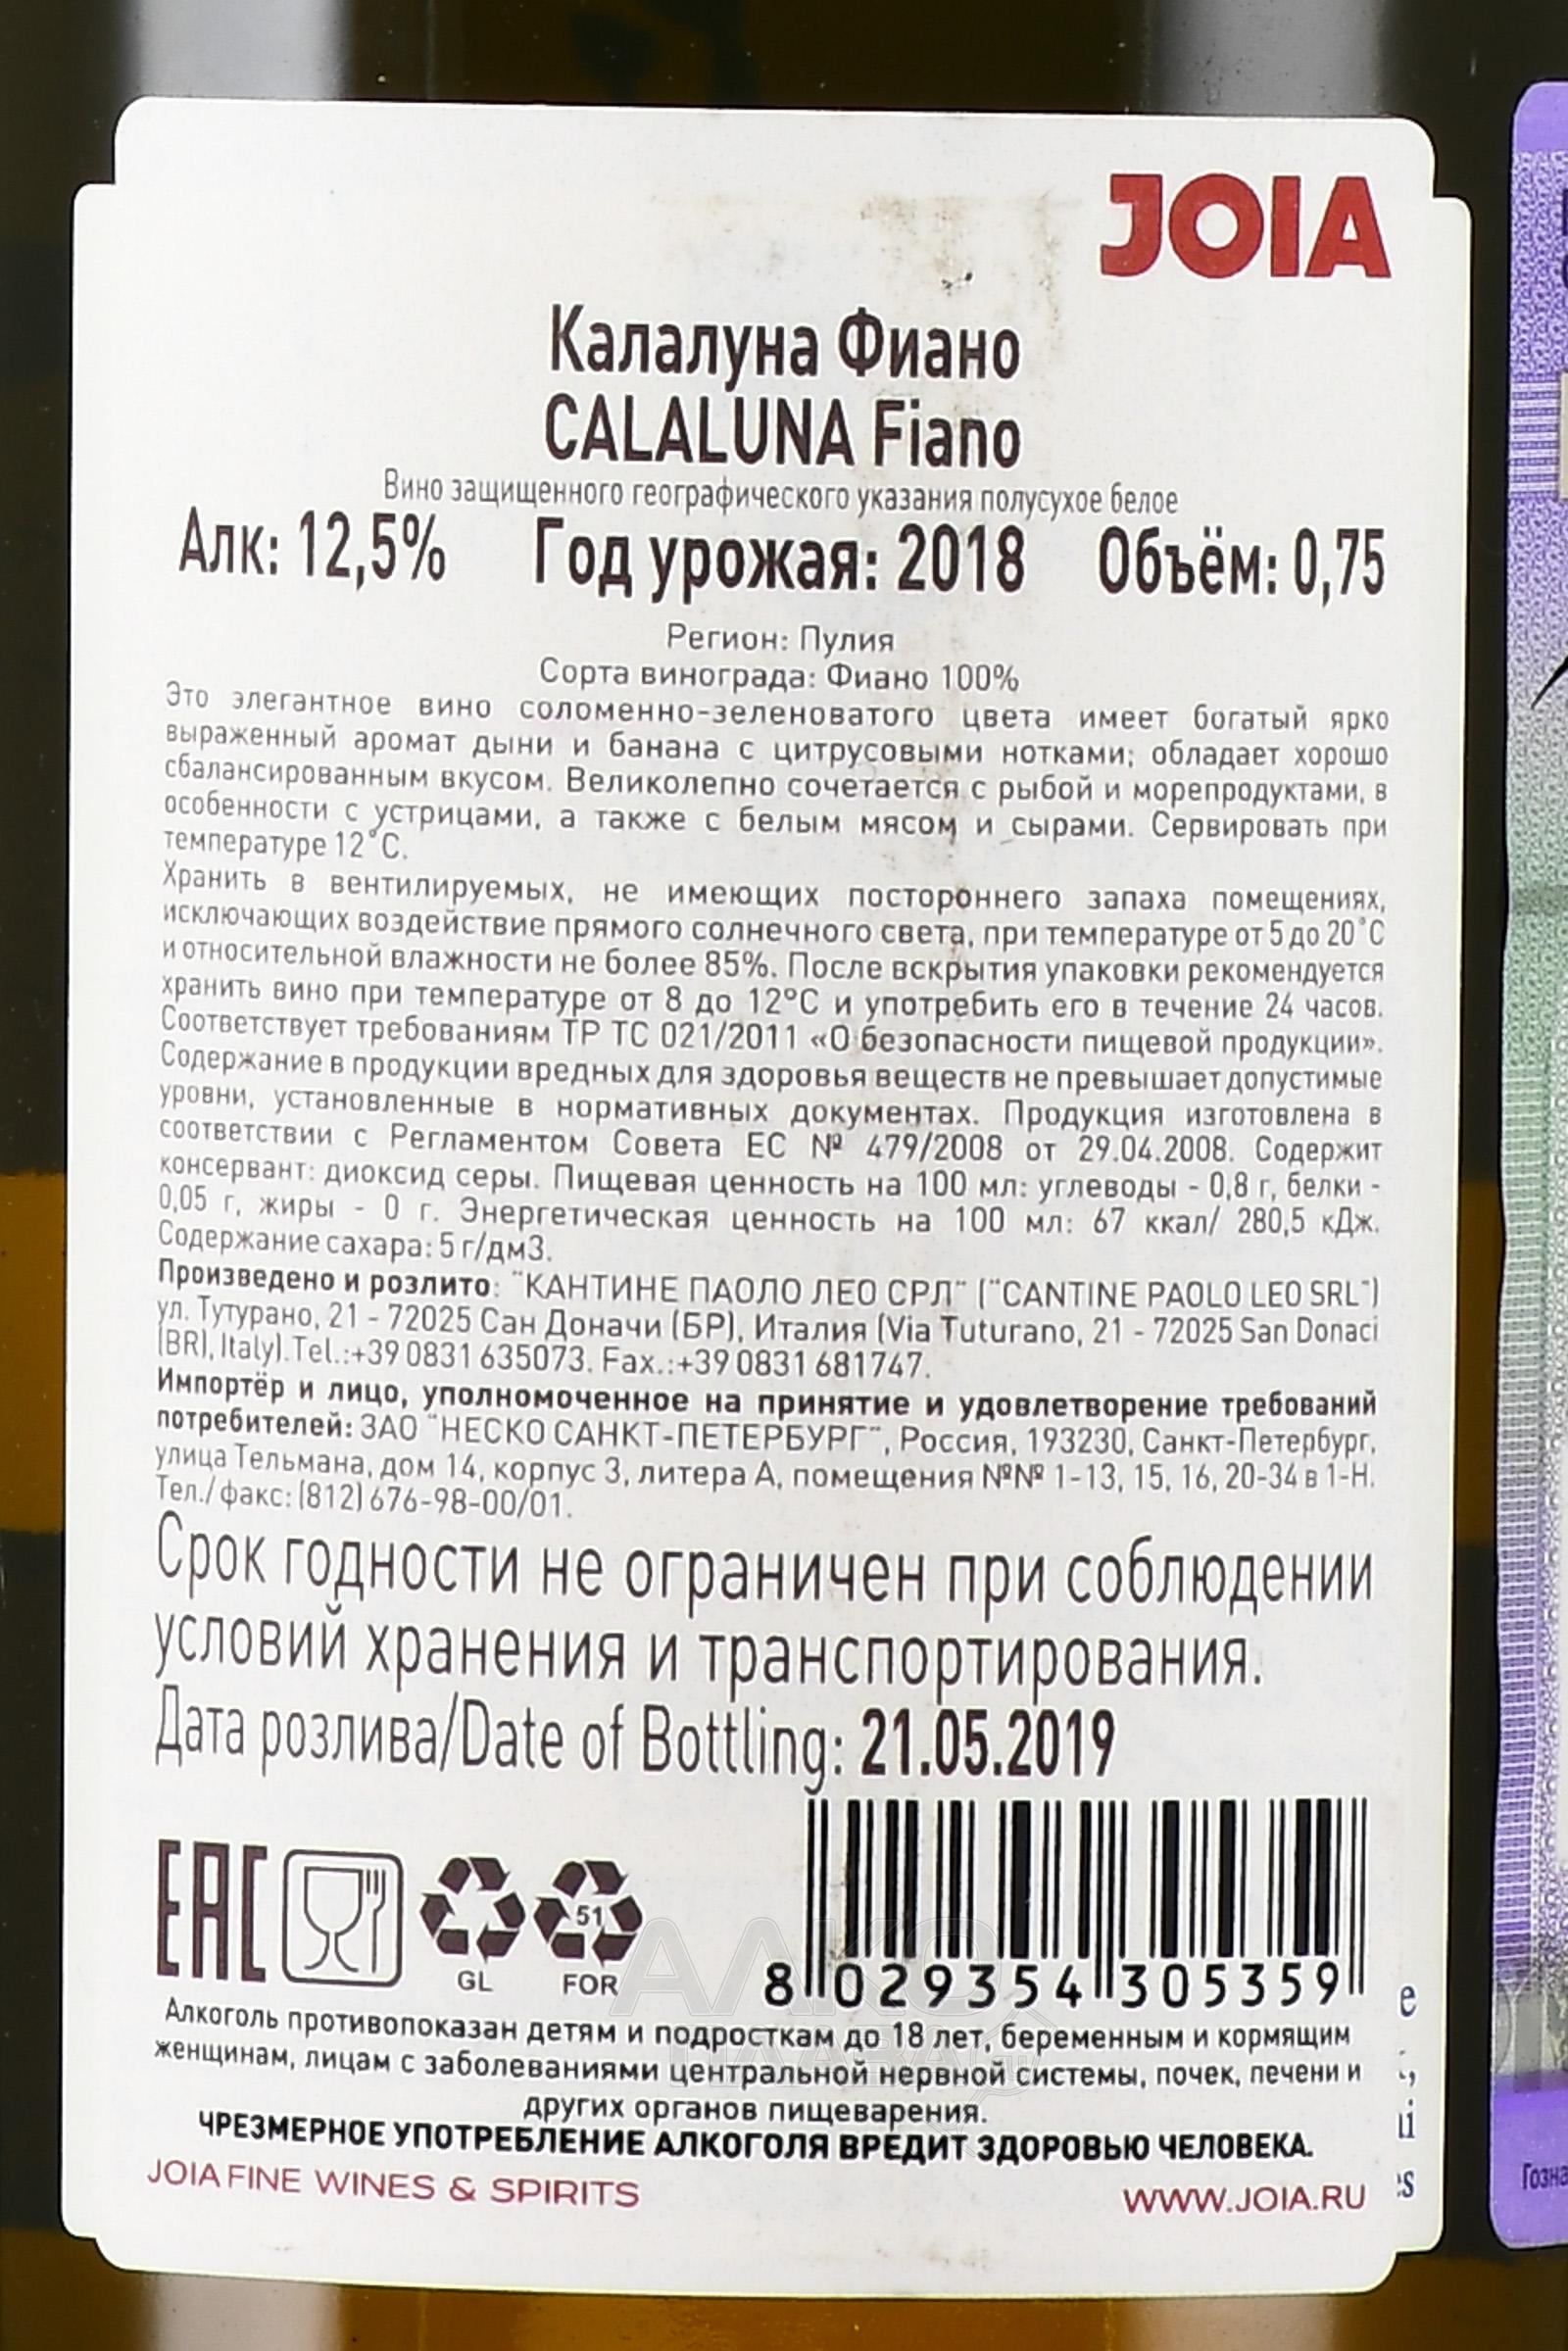 JOIA
Калалуна Фиано
CALALUNA Fiano
Вино защищенного географического указания полусухое белое
Алк: 12,5% Год урожая: 2018 Объём: 0,75
Регион: Пулия
Сорта винограда: Фиано 100%
Это элегантное вино соломенно-зеленоватого цвета имеет богатый ярко
выраженный аромат дыни и банана с цитрусовыми нотками; обладает хорошо
сбалансированным вкусом. Великолепно сочетается с рыбой и морепродуктами, в
особенности с устрицами, а также с белым мясом и сырами. Сервировать при
температуре 12˚С.
Хранить в вентилируемых, не имеющих постороннего запаха помещениях,
исключающих воздействие прямого солнечного света, при температуре от 5 до 20˚С
и относительной влажности не более 85%. После вскрытия упаковки рекомендуется
хранить вино при температуре от 8 до 12°С и употребить его в течение 24 часов.
Соответствует требованиям ТР ТС 021/2011 «О безопасности пищевой продукции».
Содержание в продукции вредных для здоровья веществ не превышает допустимые
уровни, установленные в нормативных документах. Продукция изготовлена в
соответствии с Регламентом Совета ЕС № 479/2008 от 29.04.2008. Содержит
консервант: диоксид серы. Пищевая ценность на 100 мл: углеводы - 0,8 г, белки -
0,05 г, жиры - 0 г. Энергетическая ценность на 100 мл: 67 ккал/ 280,5 кДж.
Содержание сахара: 5 г/дм3.
Произведено и розлито: "КАНТИНЕ ПАОЛО ЛЕО СРЛ" ("CANTINE PAOLO LEO SRL")
ул. Тутурано, 21 - 72025 Сан Доначи (БР), Италия (Via Tuturano, 21 - 72025 San Donaci
(BR), Italy).Tel.:+39 0831 635073. Fax.:+39 0831 681747.
Импортёр и лицо, уполномоченное на принятие и удовлетворение требований
потребителей: ЗАО "НЕСКО САНКТ-ПЕТЕРБУРГ", Россия, 193230, Санкт-Петербург,
улица Тельмана, дом 14, корпус 3, литера А, помещения №№ 1-13, 15, 16, 20-34 в 1-Н.
Тел./факс: (812) 676-98-00/01.
Срок годности не ограничен при соблюдении
условий хранения и транспортирования.
Дата розлива/Date of Bottling: 21.05.2019
EAC
GL
51
FOR
8 029354 305359
Алкоголь противопоказан детям и подросткам до 18 лет, беременным и кормящим
женщинам, лицам с заболеваниями центральной нервной системы, почек, печени и
других органов пищеварения.
ЧРЕЗМЕРНОЕ УПОТРЕБЛЕНИЕ АЛКОГОЛЯ ВРЕДИТ ЗДОРОВЬЮ ЧЕЛОВЕКА.
JOIA FINE WINES & SPIRITS WWW.JOIA.RU